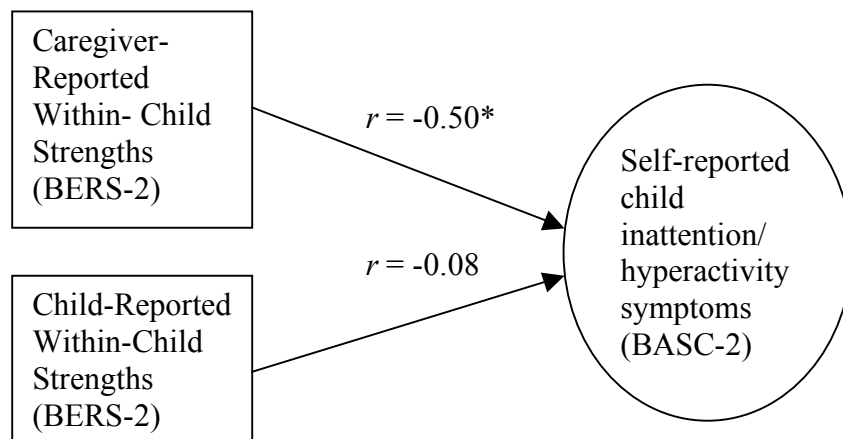 Caregiver-
Reported
Within- Child
Strengths
(BERS-2)
r = -0.50*
Self-reported
child
inattention/
hyperactivity
symptoms
(BASC-2)
r = -0.08
Child-Reported
Within-Child
Strengths
(BERS-2)